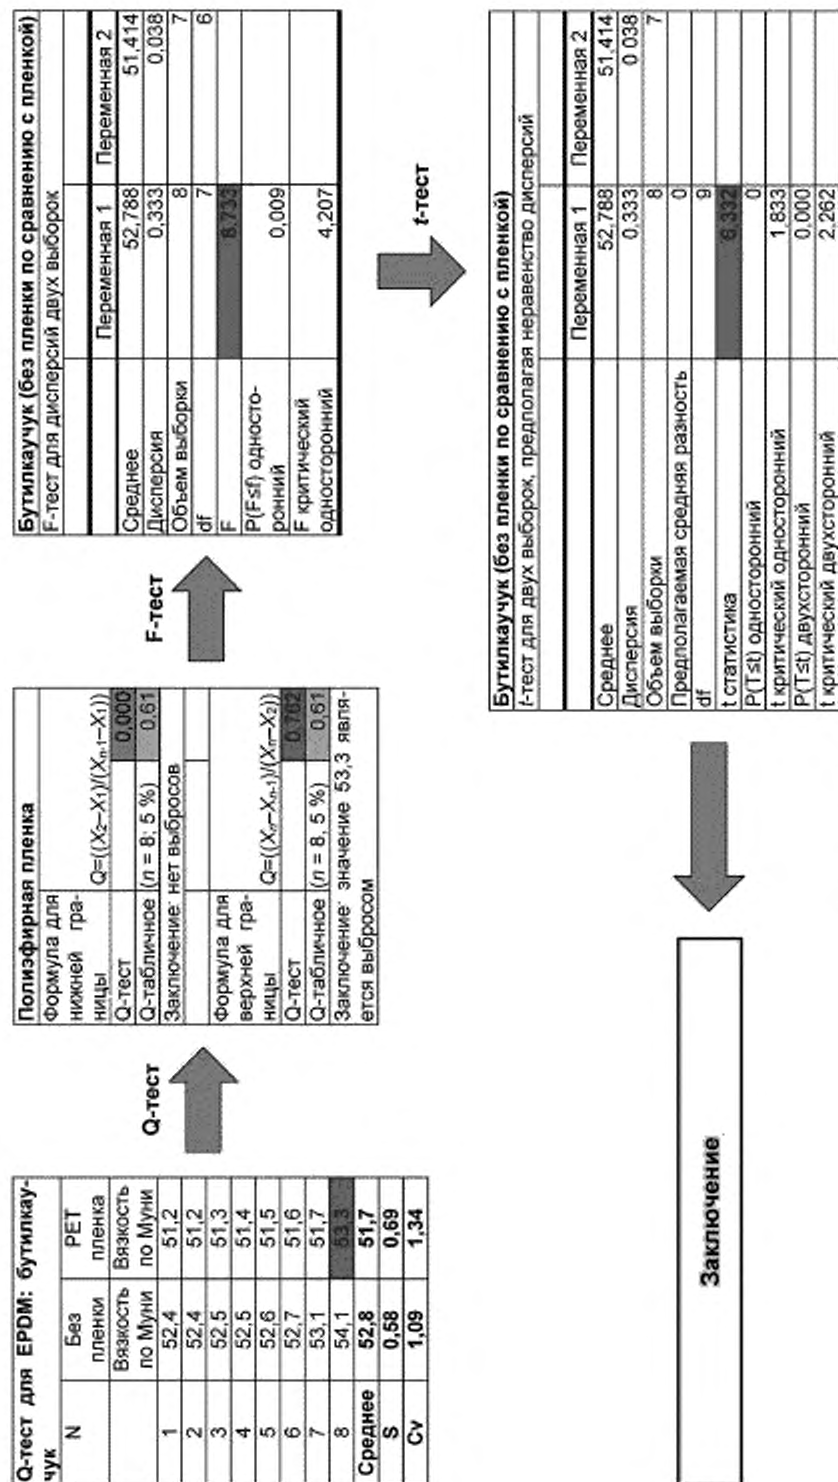 Q-тест для EPDM: бутилкау-
чук
N Без пленки PET пленка
Вязкость по Муни Вязкость по Муни
1 52,4 51,2
2 52,4 51,2
3 52,5 51,3
4 52,5 51,4
5 52,6 51,5
6 52,7 51,6
7 53,1 51,7
8 54,1 53,3
Среднее 52,8 51,7
S 0,58 0,69
Cv 1,09 1,34
Q-тест
Полиэфирная пленка
Формула для
нижней гра-
ницы Q=((X2–X1)/(Xn-1–X1))
Q-тест 0,000
Q-табличное (n = 8; 5 %) 0,61
Заключение: нет выбросов
Формула для
верхней гра-
ницы Q=((Xn–Xn-1)/(Xn–X2))
Q-тест 0,762
Q-табличное (n = 8, 5 %) 0,61
Заключение: значение 53,3 явля-
ется выбросом
F-тест
Бутилкаучук (без пленки по сравнению с пленкой)
F-тест для дисперсий двух выборок
Переменная 1 Переменная 2
Среднее 52,788 51,414
Дисперсия 0,333 0,038
Объем выборки 8 7
df 7 6
F 8,733
P(F≤f) односто-
ронний 0,009
F критический
односторонний 4,207
t-тест
Бутилкаучук (без пленки по сравнению с пленкой)
t-тест для двух выборок, предполагая неравенство дисперсий
Переменная 1 Переменная 2
Среднее 52,788 51,414
Дисперсия 0,333 0 038
Объем выборки 8 7
Предполагаемая средняя разность 0
df 9
t статистика 6,332
P(T≤t) односторонний 0
t критический односторонний 1,833
P(T≤t) двухсторонний 0,000
t критический двухсторонний 2,262
Заключение